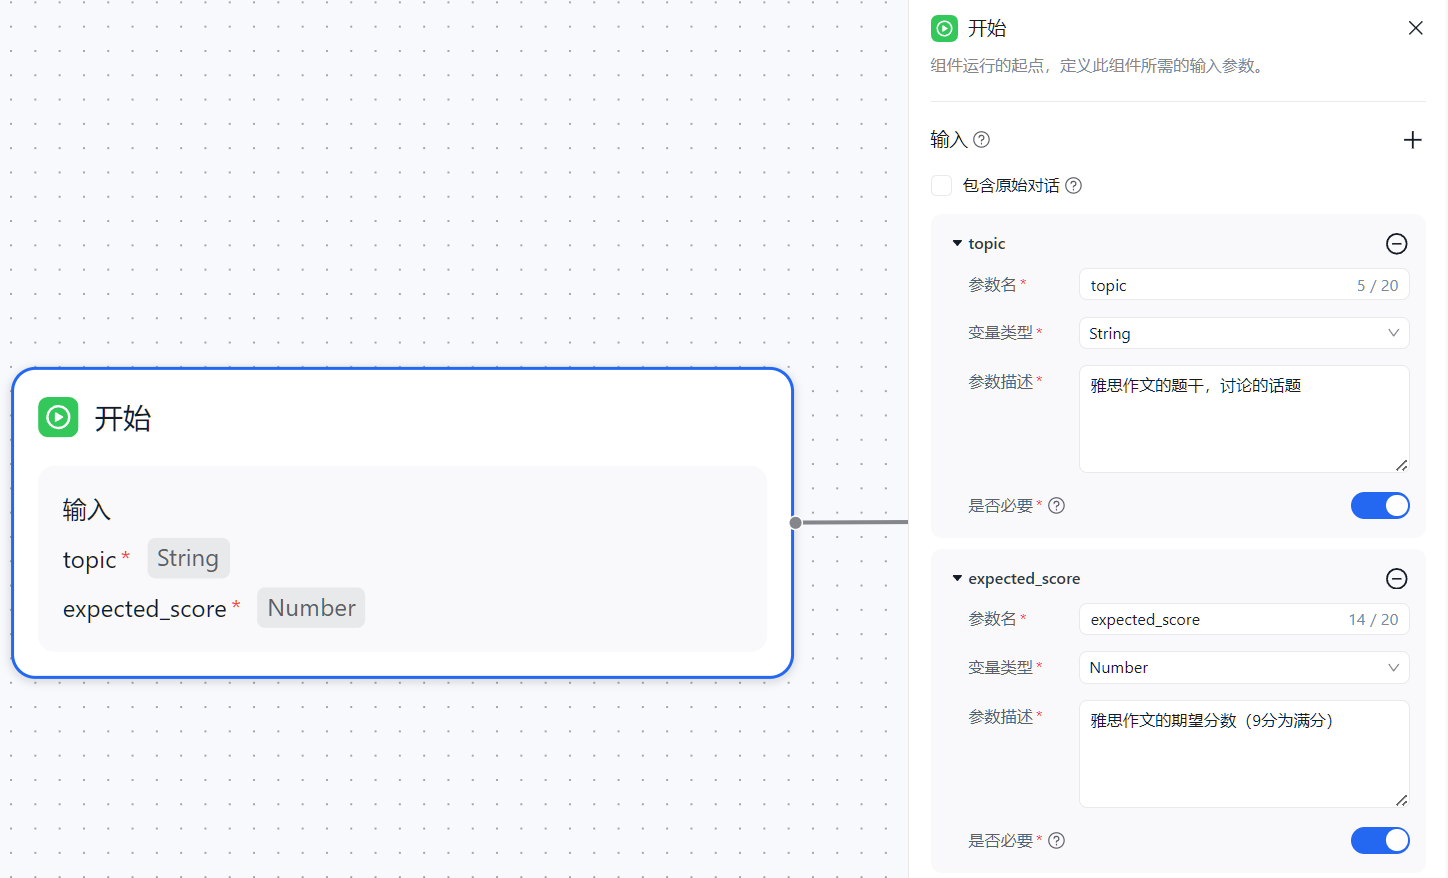 开始
输入
topic* String
expected_score* Number
开始
组件运行的起点，定义此组件所需的输入参数。
输入
包含原始对话
topic
参数名* topic 5 / 20
变量类型* String
参数描述* 雅思作文的题干，讨论的话题
是否必要*
expected_score
参数名* expected_score 14 / 20
变量类型* Number
参数描述* 雅思作文的期望分数（9分为满分）
是否必要*